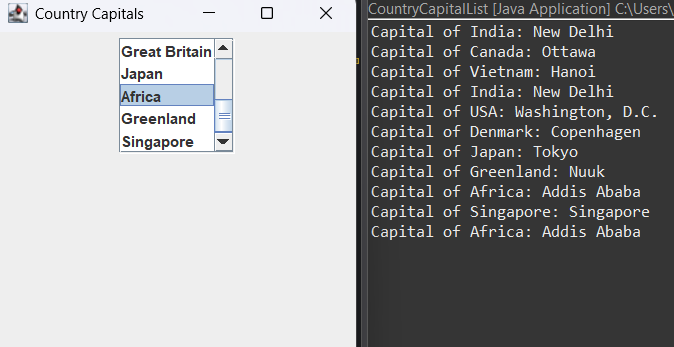 Country Capitals
Great Britain
Japan
Africa
Greenland
Singapore
CountryCapitalList [Java Application] C:\Users\
Capital of India: New Delhi
Capital of Canada: Ottawa
Capital of Vietnam: Hanoi
Capital of India: New Delhi
Capital of USA: Washington, D.C.
Capital of Denmark: Copenhagen
Capital of Japan: Tokyo
Capital of Greenland: Nuuk
Capital of Africa: Addis Ababa
Capital of Singapore: Singapore
Capital of Africa: Addis Ababa